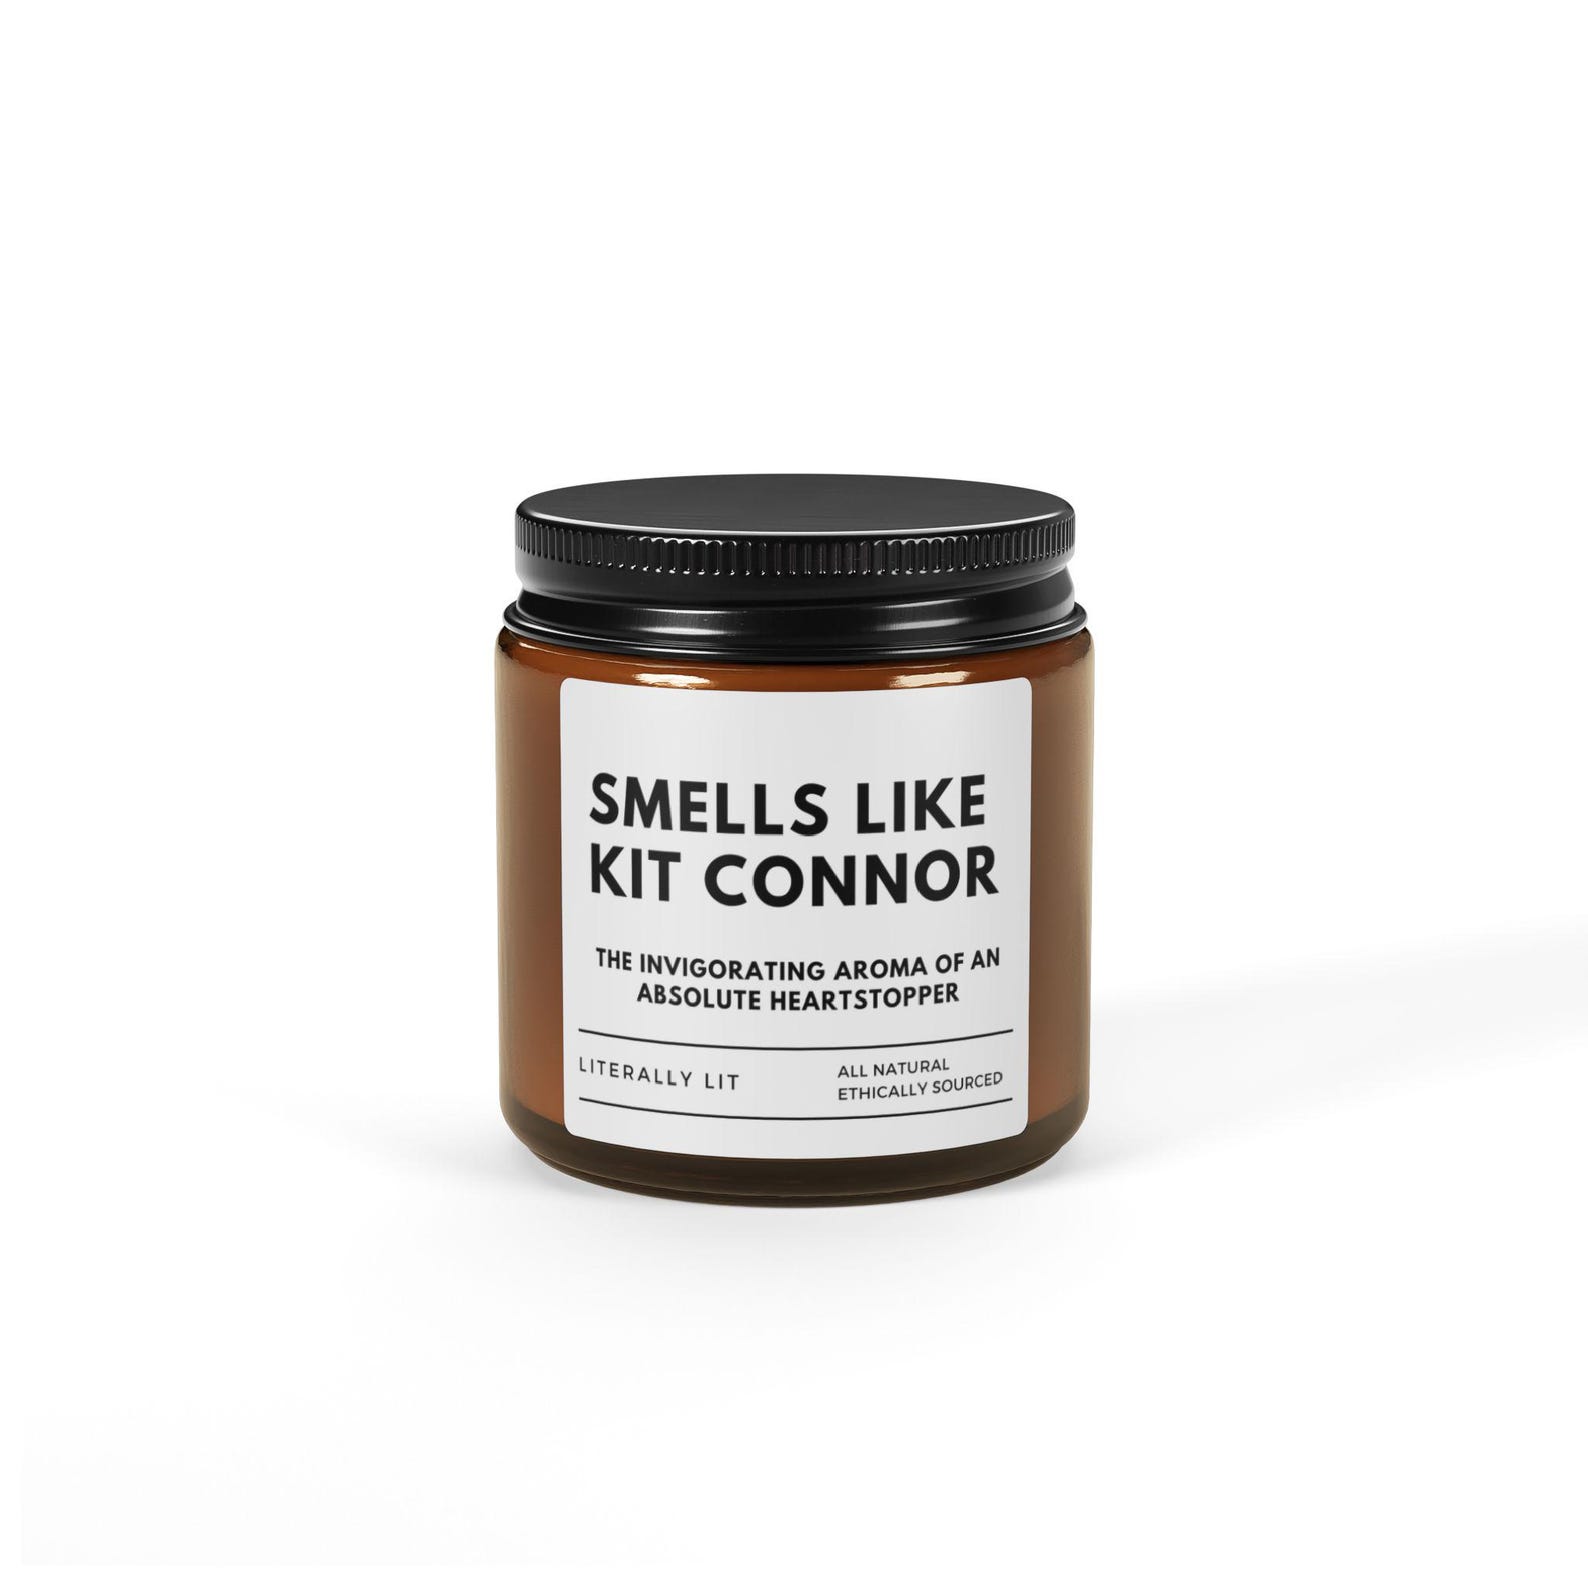 SMELLS LIKE
KIT CONNOR
THE INVIGORATING AROMA OF AN
ABSOLUTE HEARTSTOPPER
LITERALLY LIT
ALL NATURAL
ETHICALLY SOURCED